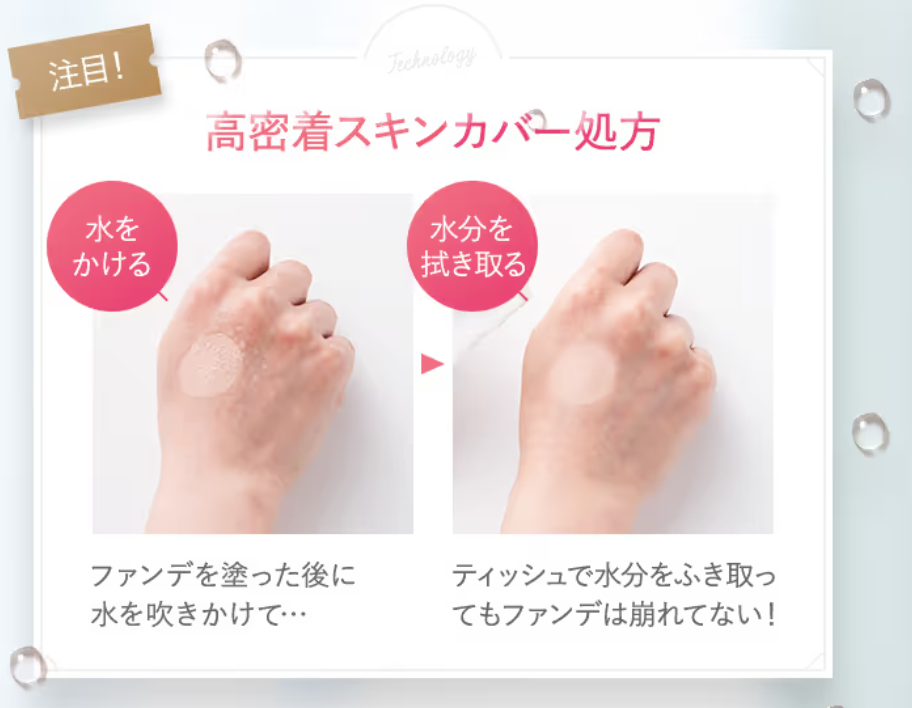 注目!
Technology
高密着スキンカバー処方
水を
かける
水分を
拭き取る
ファンデを塗った後に
水を吹きかけて…
ティッシュで水分をふき取っ
てもファンデは崩れてない!